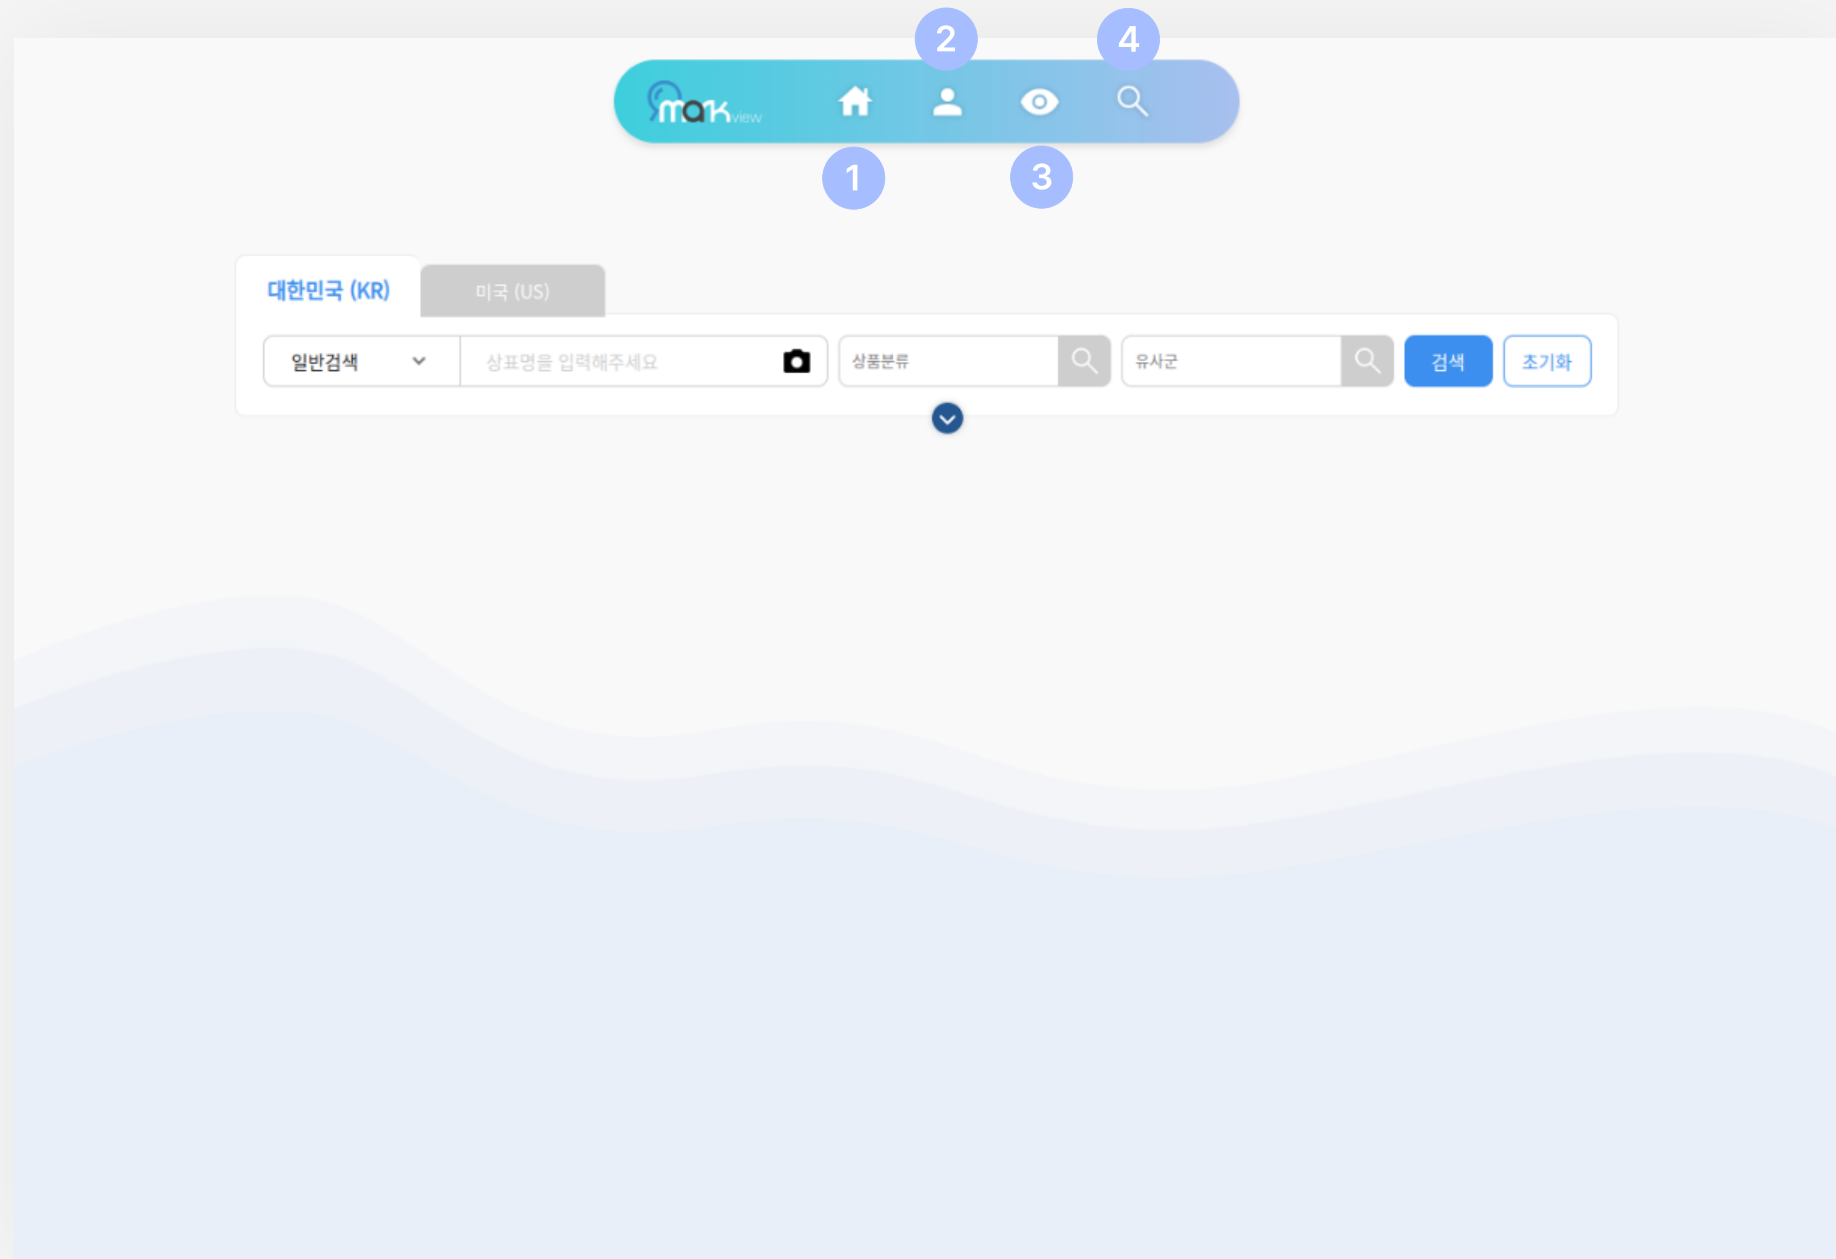 2
4
markview
1
3
대한민국 (KR)
미국 (US)
일반검색
상표명을 입력해주세요
상품분류
유사군
검색
초기화